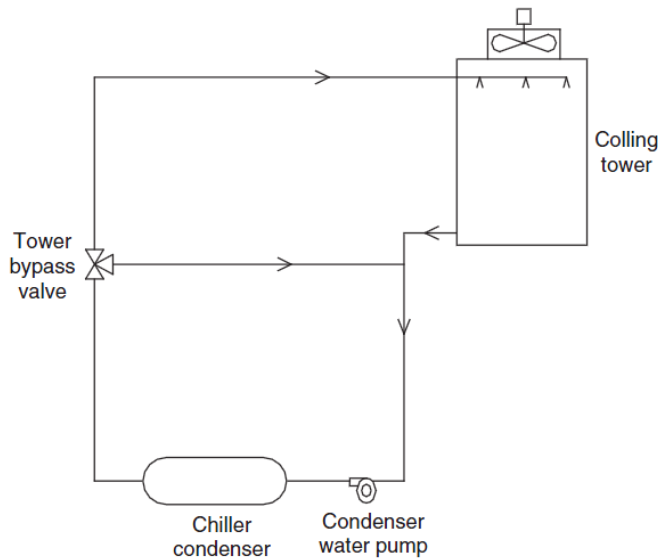 Colling
tower
Tower
bypass
valve
Chiller
condenser
Condenser
water pump